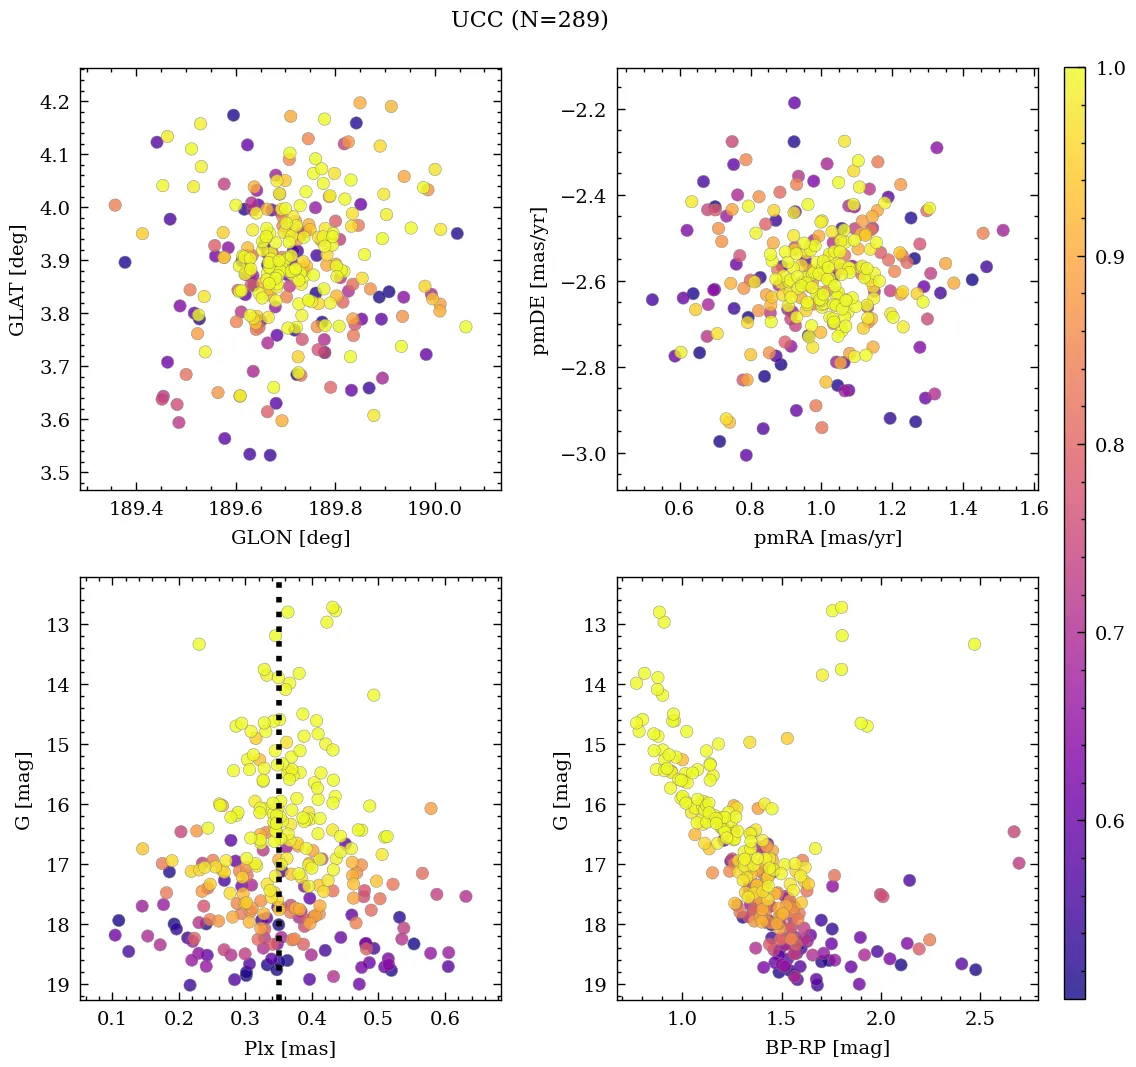 UCC (N=289)
4.2
4.1
4.0
3.9
3.8
3.7
3.6
3.5
GLAT [deg]
189.4 189.6 189.8 190.0
GLON [deg]
−2.2
−2.4
−2.6
−2.8
−3.0
pmDE [mas/yr]
0.6 0.8 1.0 1.2 1.4 1.6
pmRA [mas/yr]
13
14
15
16
17
18
19
G [mag]
0.1 0.2 0.3 0.4 0.5 0.6
Plx [mas]
13
14
15
16
17
18
19
G [mag]
1.0 1.5 2.0 2.5
BP-RP [mag]
1.0
0.9
0.8
0.7
0.6